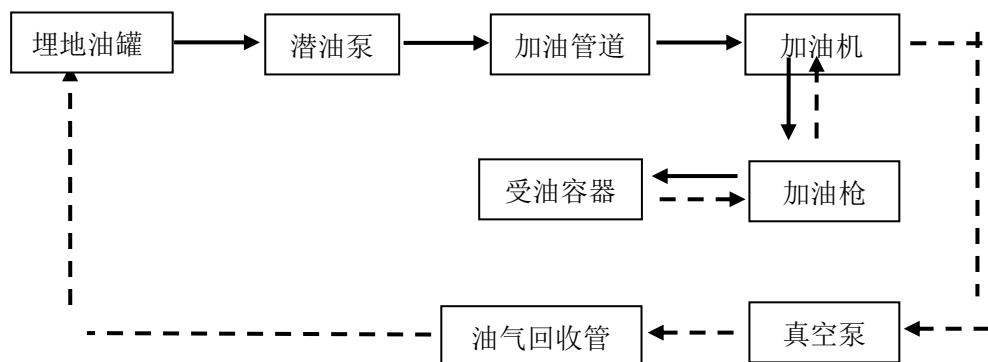 埋地油罐
潜油泵
加油管道
加油机
受油容器
加油枪
油气回收管
真空泵